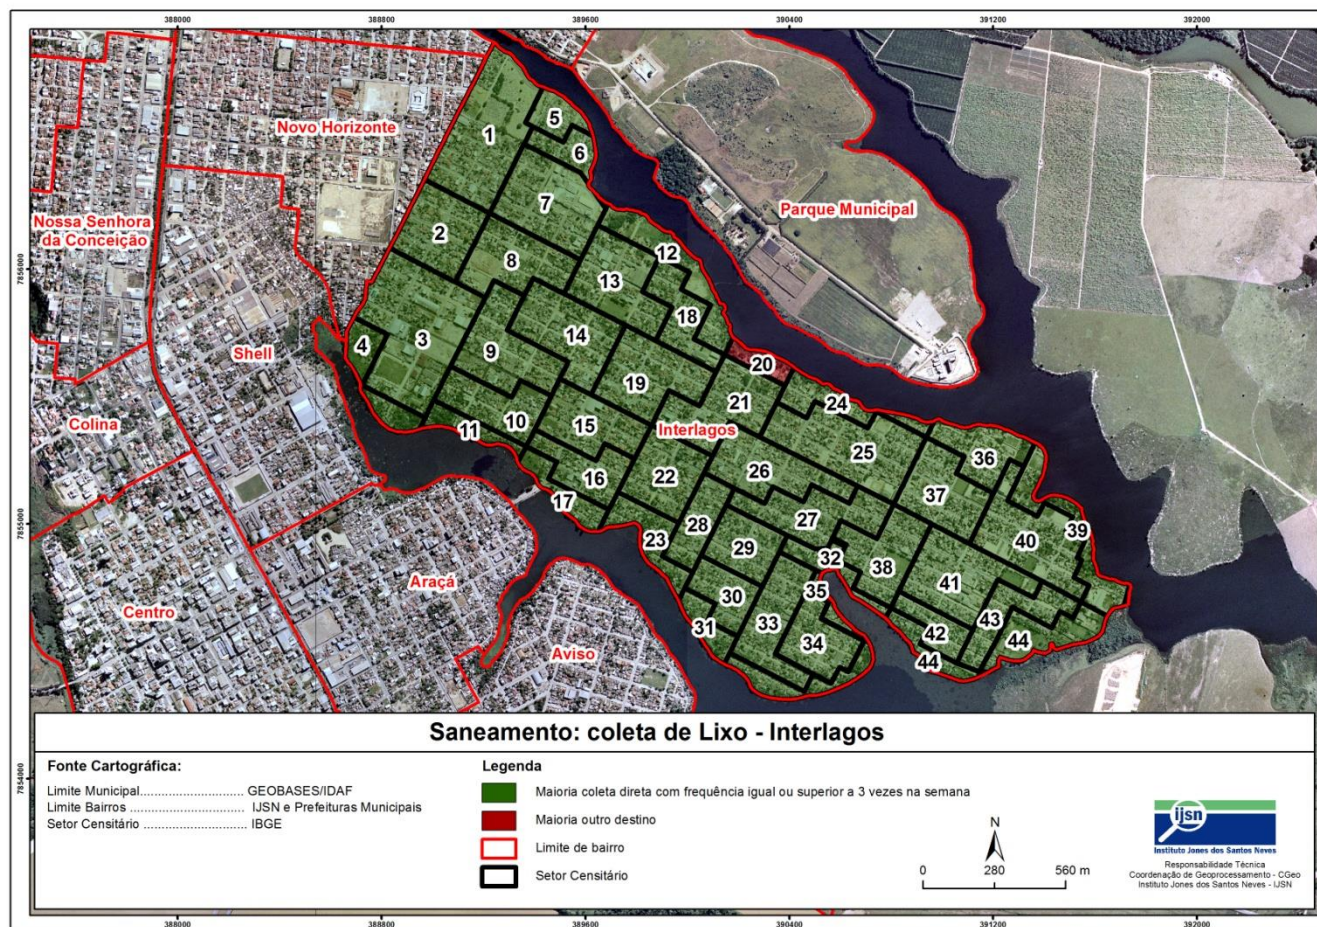 388000
388800
389600
390400
391200
392000
7856000
7855000
7854000
Novo Horizonte
Nossa Senhora
da Conceição
Parque Municipal
Shell
Colina
Interlagos
Araçá
Centro
Aviso
1
5
6
7
2
12
8
13
18
3
4
14
9
19
20
21
24
10
11
15
25
36
16
22
26
37
17
28
27
39
40
23
29
32
38
41
30
35
31
33
34
42
43
44
44
Saneamento: coleta de Lixo - Interlagos
Fonte Cartográfica:
Limite Municipal.......................... GEOBASES/IDAF
Limite Bairros ............................ IJSN e Prefeituras Municipais
Setor Censitário ......................... IBGE
Legenda
Maioria coleta direta com frequência igual ou superior a 3 vezes na semana
Maioria outro destino
Limite de bairro
Setor Censitário
N
0 280 560 m
ijsn
Instituto Jones dos Santos Neves
Responsabilidade Técnica
Coordenação de Geoprocessamento - CGeo
Instituto Jones dos Santos Neves - IJSN
388000
388800
389600
390400
391200
392000